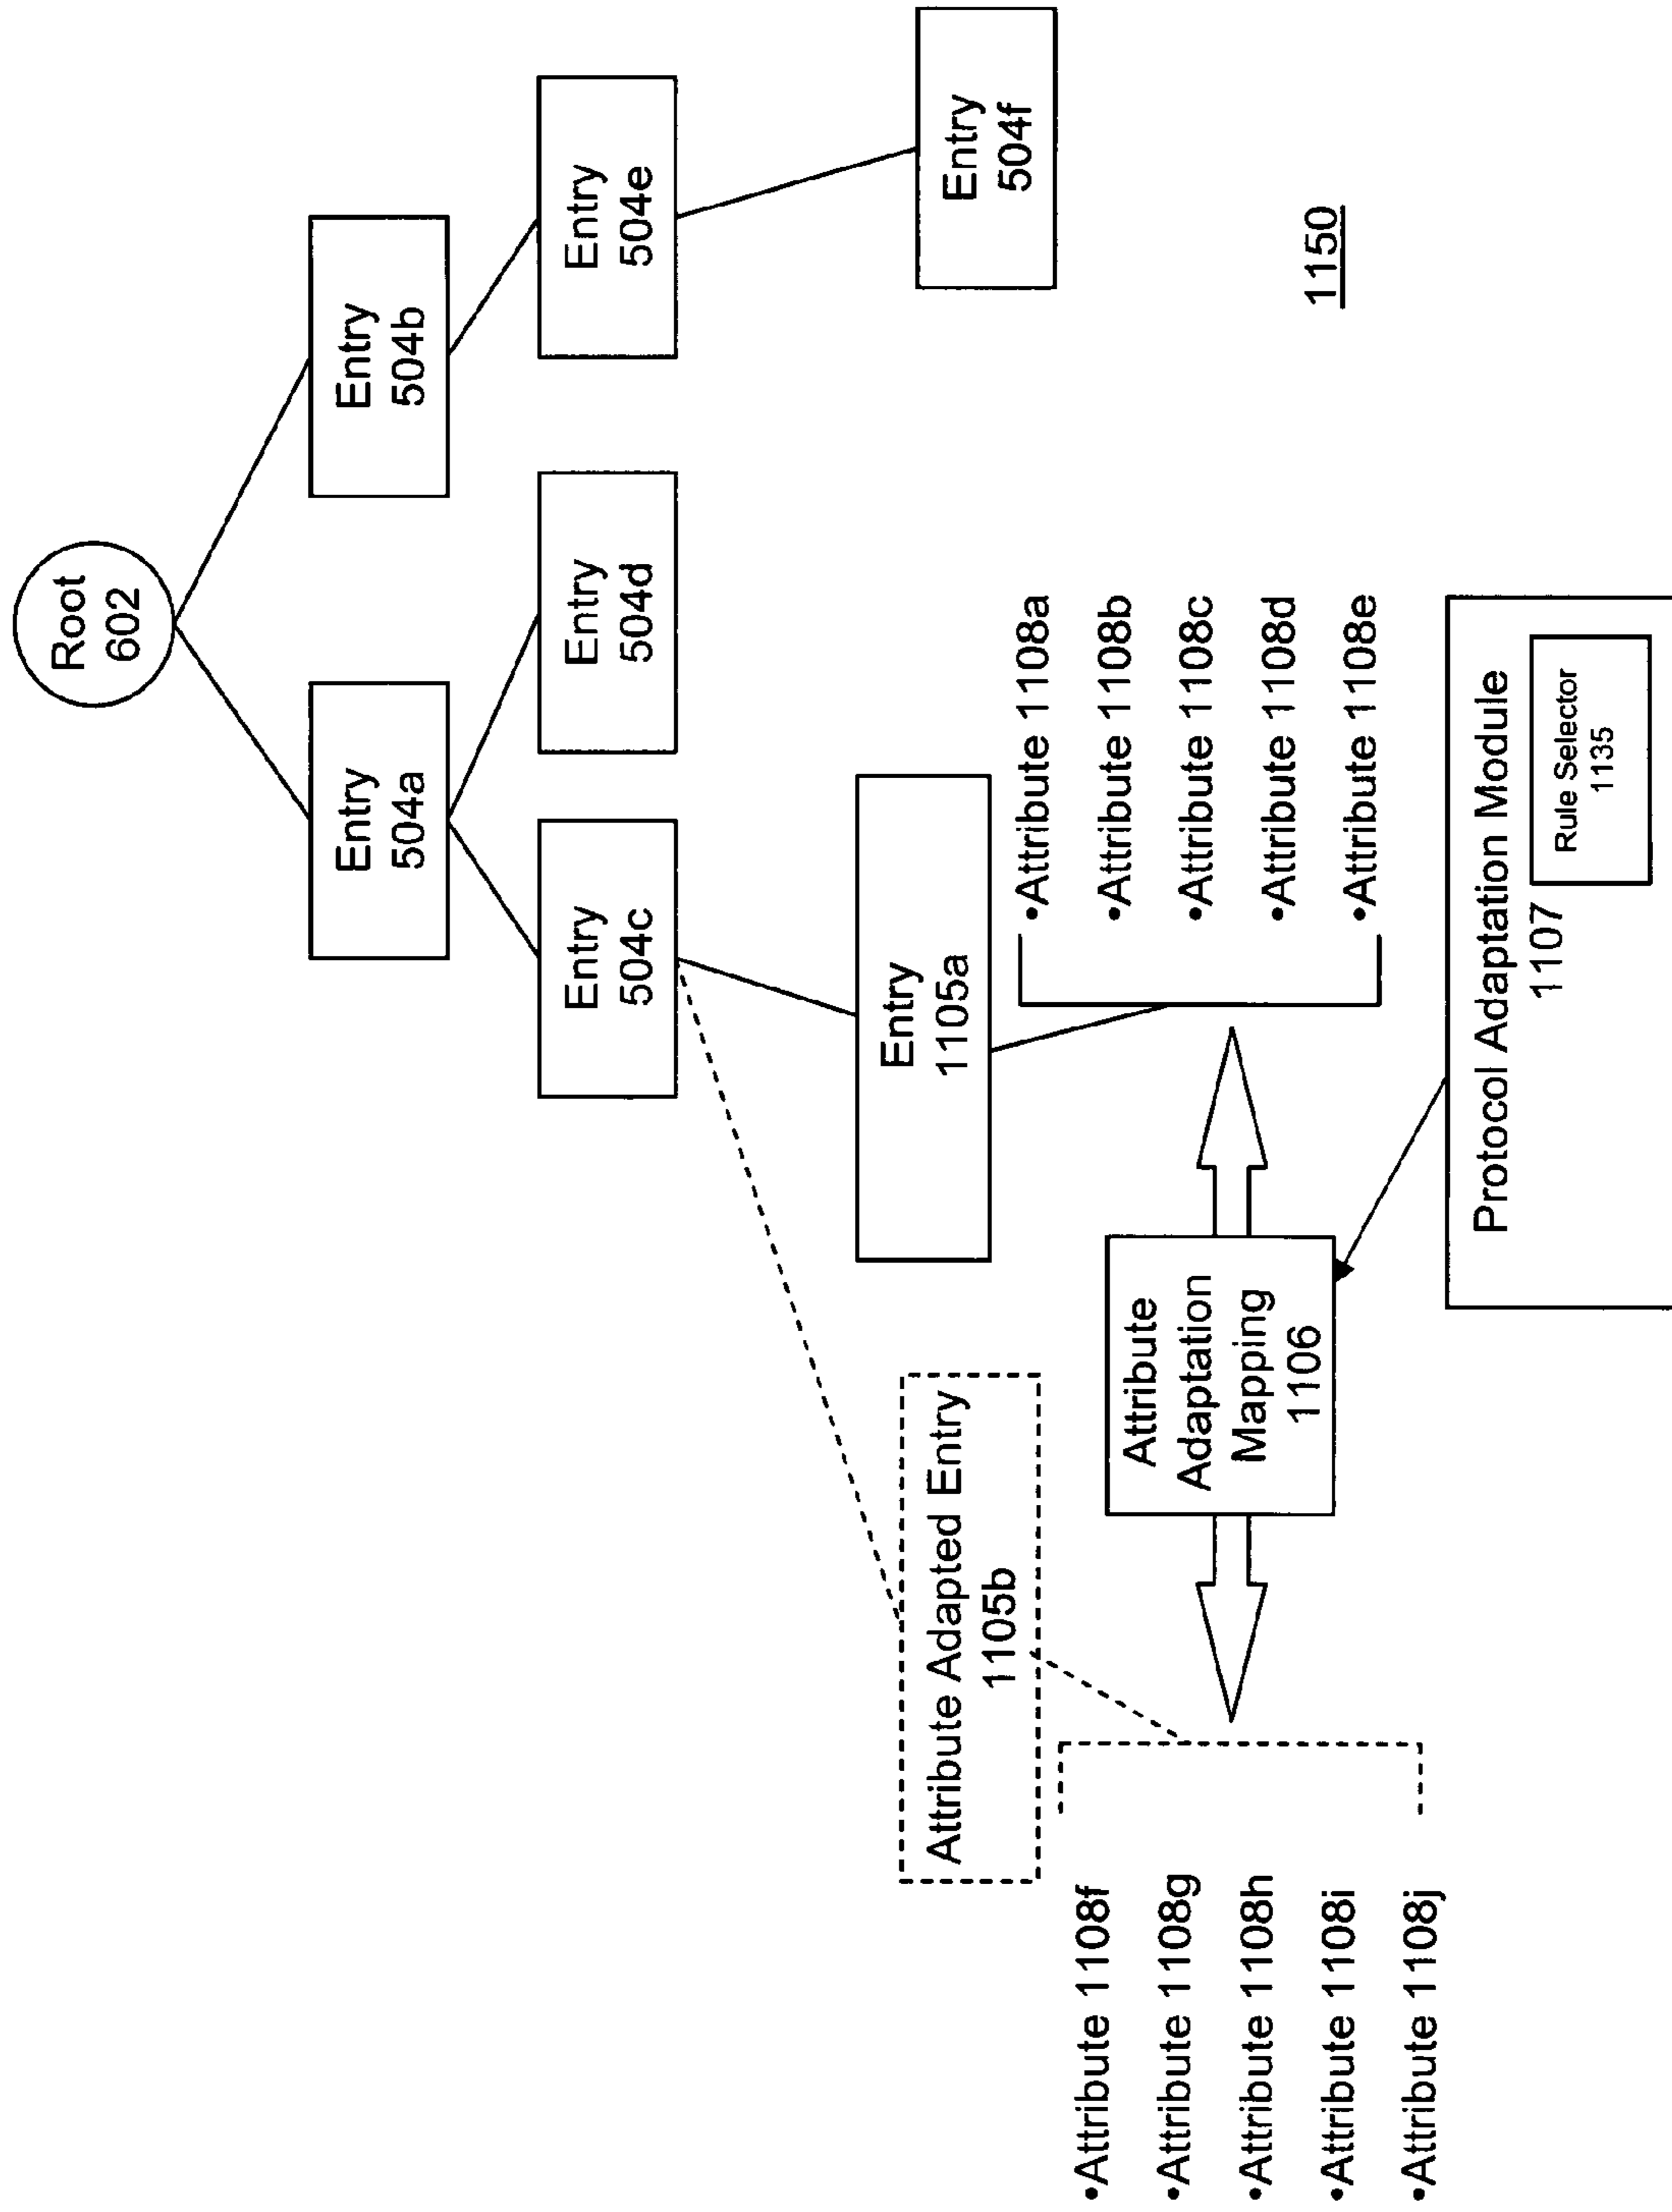 Root
602
Entry
504a
Entry
504b
Entry
504c
Entry
504d
Entry
504e
Entry
1105a
Entry
504f
Attribute Adapted Entry
1105b
•Attribute 1108a
•Attribute 1108b
•Attribute 1108c
•Attribute 1108d
•Attribute 1108e
•Attribute 1108f
•Attribute 1108g
•Attribute 1108h
•Attribute 1108i
•Attribute 1108j
Attribute
Adaptation
Mapping
1106
1150
Protocol Adaptation Module
1107
Rule Selector
1135